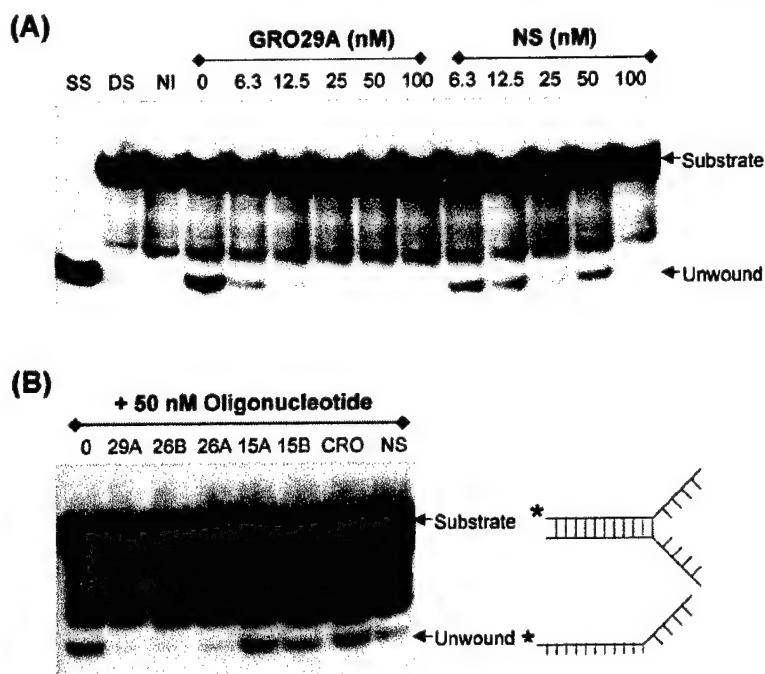 (A)
GRO29A (nM) NS (nM)
SS DS NI 0 6.3 12.5 25 50 100 6.3 12.5 25 50 100
Substrate
Unwound
(B)
+ 50 nM Oligonucleotide
0 29A 26B 26A 15A 15B CRO NS
Substrate *
Unwound *